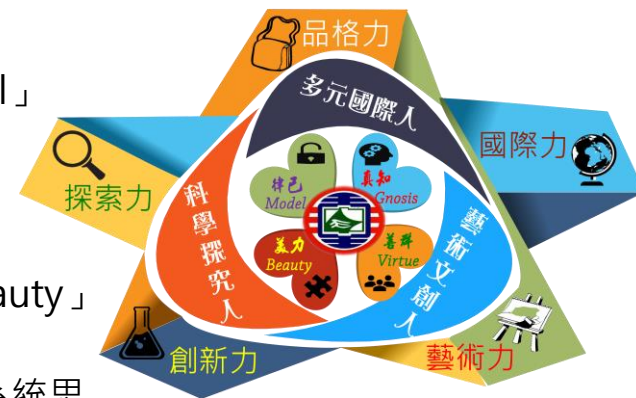 l」
auty」
品格力
國際力
探索力
創新力
藝術力
多元國際人
科學探究人
藝術文創人
律己
Model
真知
Gnosis
美力
Beauty
善群
Virtue